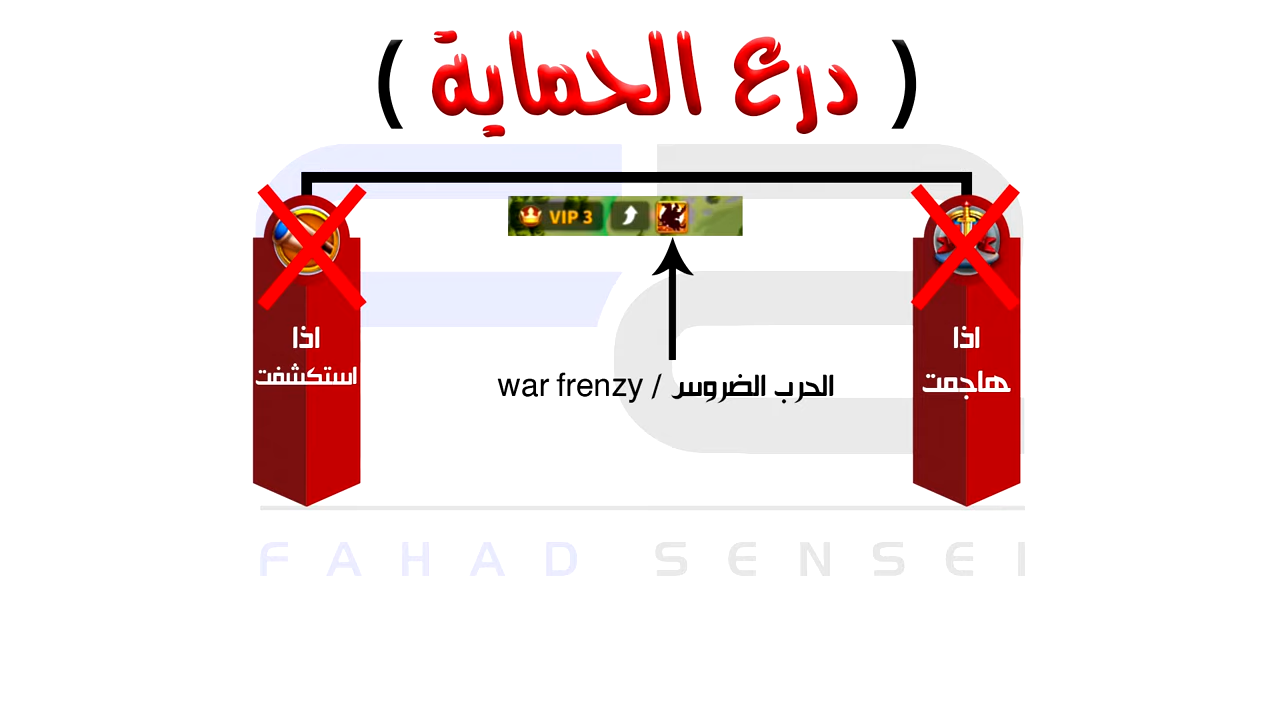 ( درع الحماية )
VIP 3
اذا
هاجمت
اذا
استكشفت
الحرب الضروس / war frenzy
FAHAD SENSEI